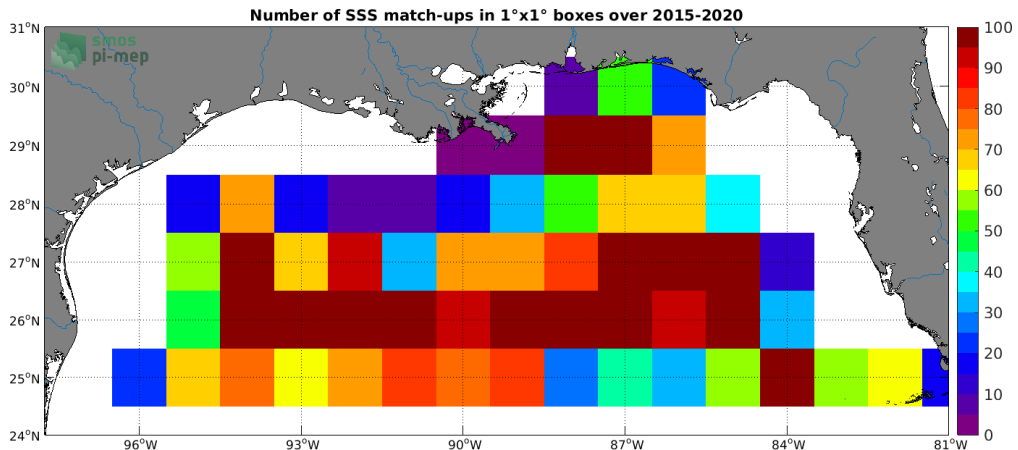 Number of SSS match-ups in 1°x1° boxes over 2015-2020
smos
pi-mep
31°N
30°N
29°N
28°N
27°N
26°N
25°N
24°N
96°W
93°W
90°W
87°W
84°W
81°W
100
90
80
70
60
50
40
30
20
10
0